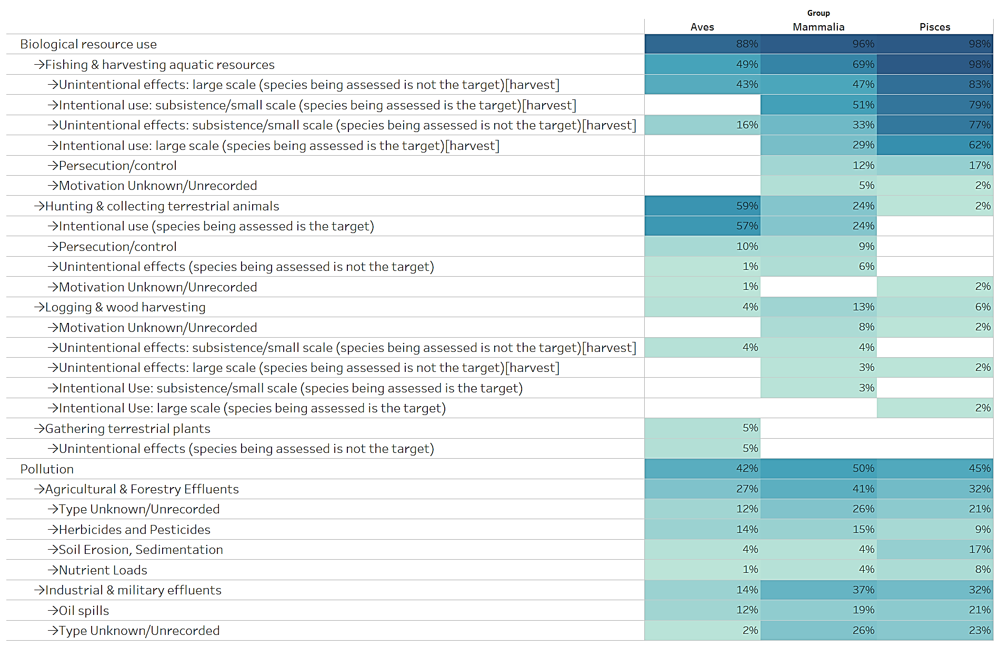 Group
Aves Mammalia Pisces
Biological resource use 88% 96% 98%
→Fishing & harvesting aquatic resources 49% 69% 98%
→Unintentional effects: large scale (species being assessed is not the target)[harvest] 43% 47% 83%
→Intentional use: subsistence/small scale (species being assessed is the target)[harvest] 51% 79%
→Unintentional effects: subsistence/small scale (species being assessed is not the target)[harvest] 16% 33% 77%
→Intentional use: large scale (species being assessed is the target)[harvest] 29% 62%
→Persecution/control 12% 17%
→Motivation Unknown/Unrecorded 5% 2%
→Hunting & collecting terrestrial animals 59% 24% 2%
→Intentional use (species being assessed is the target) 57% 24%
→Persecution/control 10% 9%
→Unintentional effects (species being assessed is not the target) 1% 6%
→Motivation Unknown/Unrecorded 1% 2%
→Logging & wood harvesting 4% 13% 6%
→Motivation Unknown/Unrecorded 8% 2%
→Unintentional effects: subsistence/small scale (species being assessed is not the target)[harvest] 4% 4%
→Unintentional effects: large scale (species being assessed is not the target)[harvest] 3% 2%
→Intentional Use: subsistence/small scale (species being assessed is the target) 3%
→Intentional Use: large scale (species being assessed is the target) 2%
→Gathering terrestrial plants 5%
→Unintentional effects (species being assessed is not the target) 5%
Pollution 42% 50% 45%
→Agricultural & Forestry Effluents 27% 41% 32%
→Type Unknown/Unrecorded 12% 26% 21%
→Herbicides and Pesticides 14% 15% 9%
→Soil Erosion, Sedimentation 4% 4% 17%
→Nutrient Loads 1% 4% 8%
→Industrial & military effluents 14% 37% 32%
→Oil spills 12% 19% 21%
→Type Unknown/Unrecorded 2% 26% 23%